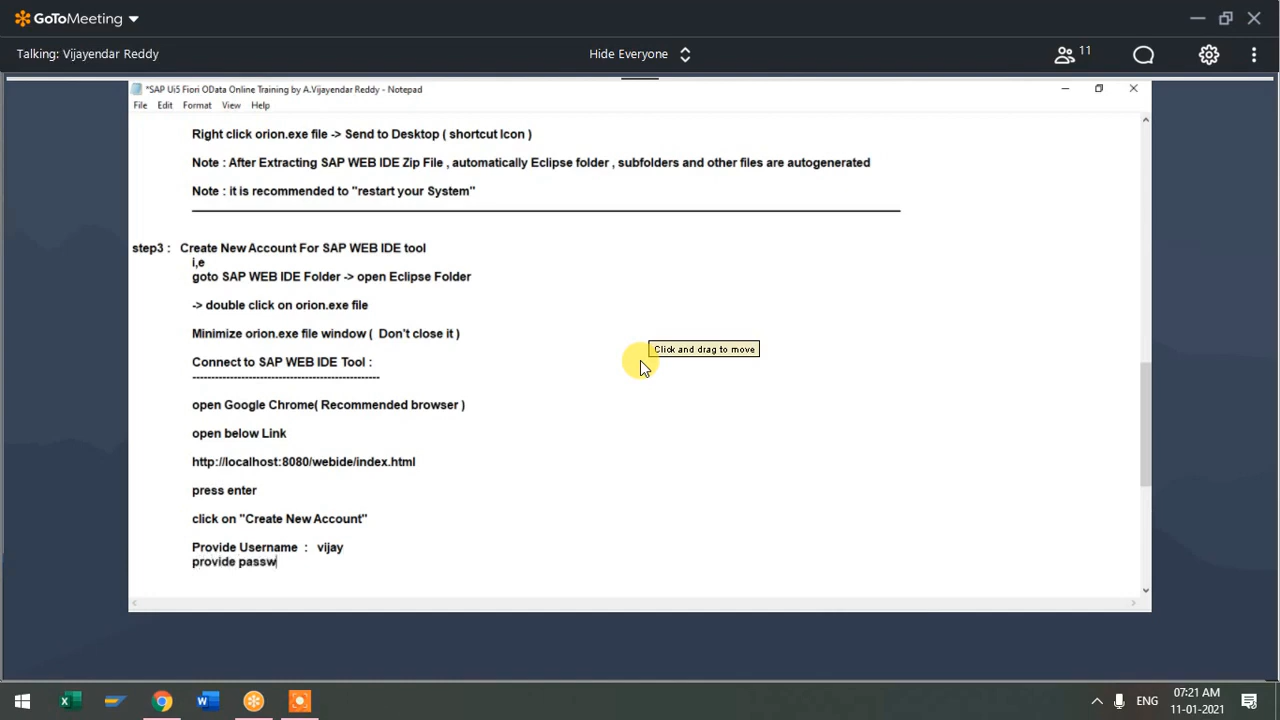 GoToMeeting
Talking: Vijayendar Reddy
Hide Everyone
11
*SAP Ui5 Fiori OData Online Training by A.Vijayendar Reddy - Notepad
File Edit Format View Help
Right click orion.exe file -> Send to Desktop ( shortcut Icon )
Note : After Extracting SAP WEB IDE Zip File , automatically Eclipse folder , subfolders and other files are autogenerated
Note : it is recommended to "restart your System"
step3 : Create New Account For SAP WEB IDE tool
i,e
goto SAP WEB IDE Folder -> open Eclipse Folder
-> double click on orion.exe file
Minimize orion.exe file window ( Don't close it )
Click and drag to move
Connect to SAP WEB IDE Tool :
--------------------------------------------------
open Google Chrome( Recommended browser )
open below Link
http://localhost:8080/webide/index.html
press enter
click on "Create New Account"
Provide Username : vijay
provide passw
ENG
07:21 AM
11-01-2021